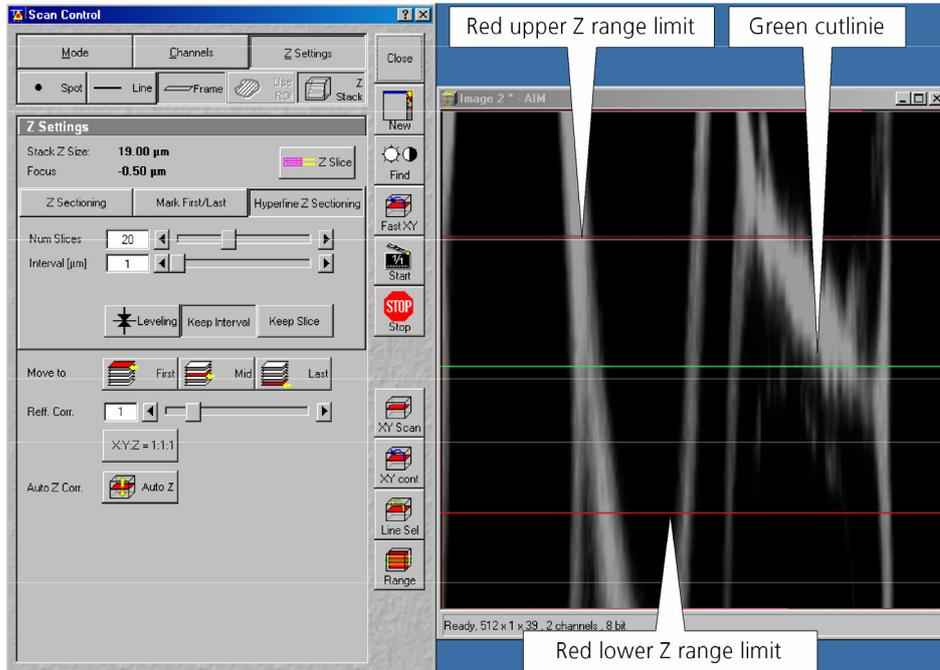 Scan Control
Mode
Channels
Z Settings
Close
Spot
Line
Frame
Use ROI
Z Stack
New
Z Settings
Stack Z Size: 19.00 µm
Focus -0.50 µm
Z Slice
Find
Z Sectioning
Mark First/Last
Hyperfine Z Sectioning
Fast XY
Num Slices 20
Interval [µm] 1
1/1
Start
Leveling
Keep Interval
Keep Slice
STOP
Stop
Move to
First
Mid
Last
Reff. Corr. 1
X:Y:Z = 1:1:1
XY Scan
Auto Z Corr.
Auto Z
XY cont
Line Sel
Range
Red upper Z range limit
Green cutlinie
Image 2 * - AIM
Ready, 512 x 1 x 39 , 2 channels , 8 bit
Red lower Z range limit